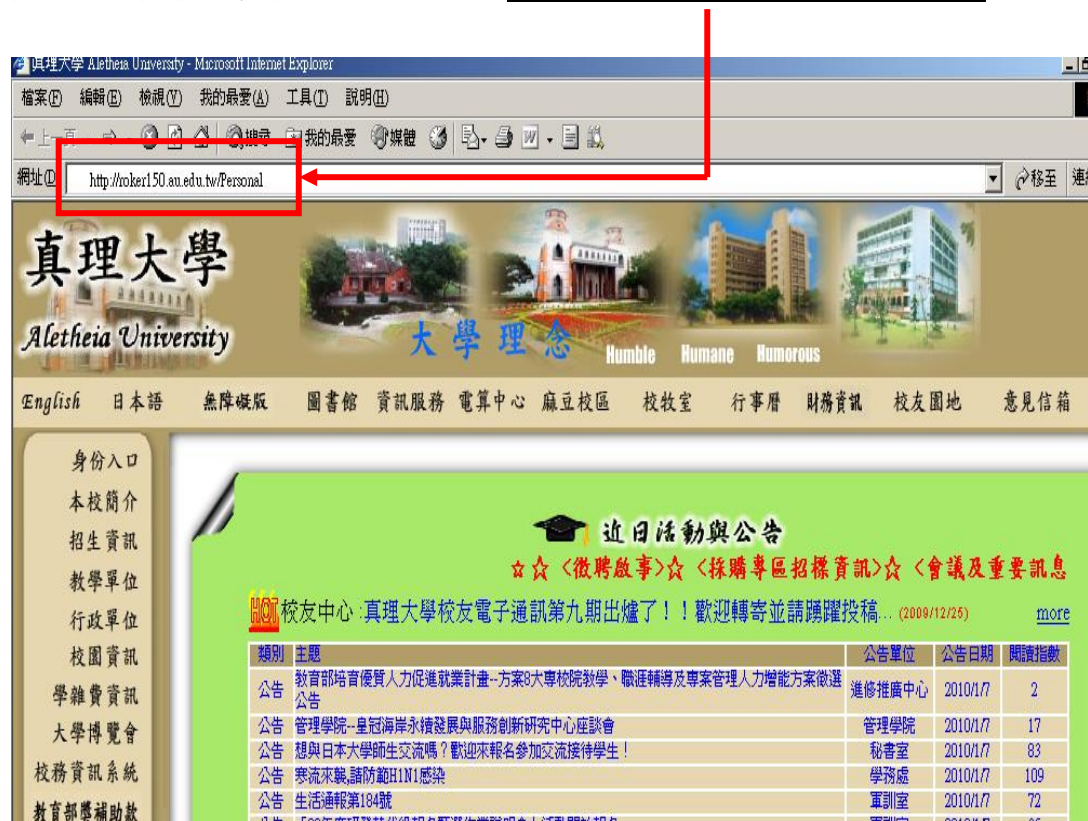 真理大學 Aletheia University - Microsoft Internet Explorer
檔案(F) 編輯(E) 檢視(V) 我的最愛(A) 工具(T) 說明(H)
上一頁 搜尋 我的最愛 媒體
網址(D) http://roker150.au.edu.tw/Personal 移至
真理大學
Aletheia University
大學理念 Humble Humane Humorous
English 日本語 無障礙版 圖書館 資訊服務 電算中心 麻豆校區 校牧室 行事曆 財務資訊 校友園地 意見信箱
身份入口
本校簡介
招生資訊
教學單位
行政單位
校園資訊
學雜費資訊
大學博覽會
校務資訊系統
教育部獎補助款
近日活動與公告
☆☆ <徵聘啟事>☆ <採購專區招標資訊>☆ <會議及重要訊息
HOT 校友中心 :真理大學校友電子通訊第九期出爐了！！歡迎轉寄並請踴躍投稿... (2009/12/25) more
類別 主題 公告單位 公告日期 閱讀指數
公告 教育部培育優質人力促進就業計畫--方案8大專校院教學、職涯輔導及專案管理人力增能方案徵選公告 進修推廣中心 2010/1/7 2
公告 管理學院--皇冠海岸永續發展與服務創新研究中心座談會 管理學院 2010/1/7 17
公告 想與日本大學師生交流嗎？歡迎來報名參加交流接待學生！ 秘書室 2010/1/7 83
公告 寒流來襲,請防範H1N1感染 學務處 2010/1/7 109
公告 生活通報第184號 軍訓室 2010/1/7 72